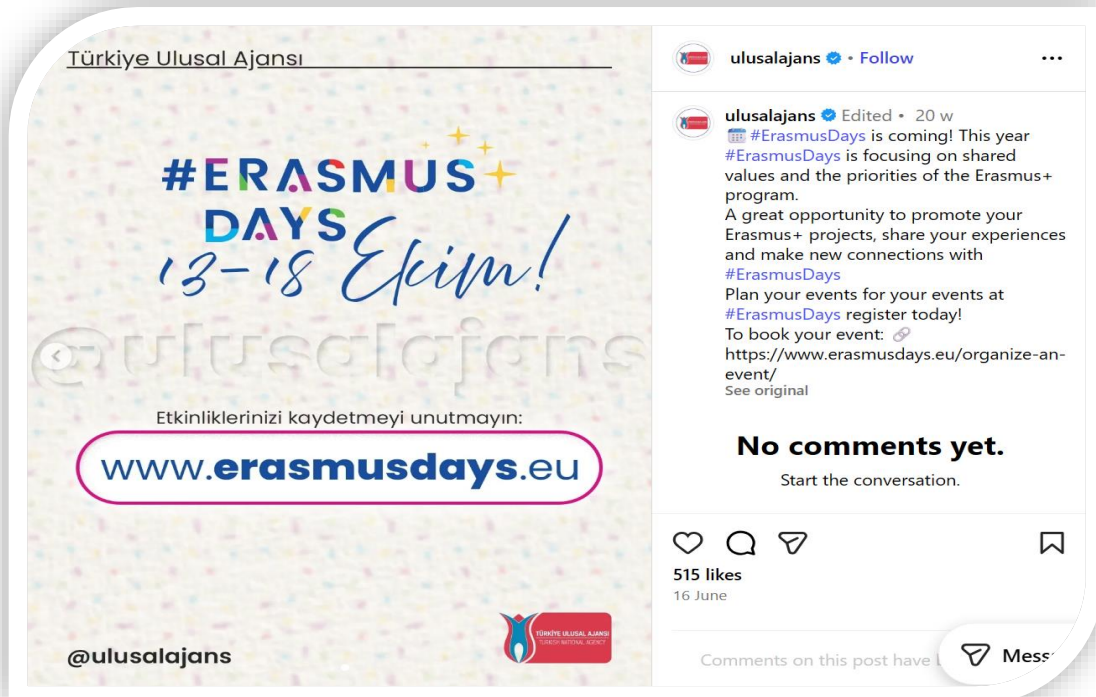 Türkiye Ulusal Ajansı
#ERASMUS
DAYS
13-18 Ekim!
@ulusalajans
Etkinliklerinizi kaydetmeyi unutmayın:
www.erasmusdays.eu
@ulusalajans
TÜRKİYE ULUSAL AJANSI
TURKISH NATIONAL AGENCY
ulusalajans • Follow
ulusalajans Edited • 20 w
#ErasmusDays is coming! This year
#ErasmusDays is focusing on shared
values and the priorities of the Erasmus+
program.
A great opportunity to promote your
Erasmus+ projects, share your experiences
and make new connections with
#ErasmusDays
Plan your events for your events at
#ErasmusDays register today!
To book your event:
https://www.erasmusdays.eu/organize-an-
event/
See original
No comments yet.
Start the conversation.
515 likes
16 June
Comments on this post have
Mess